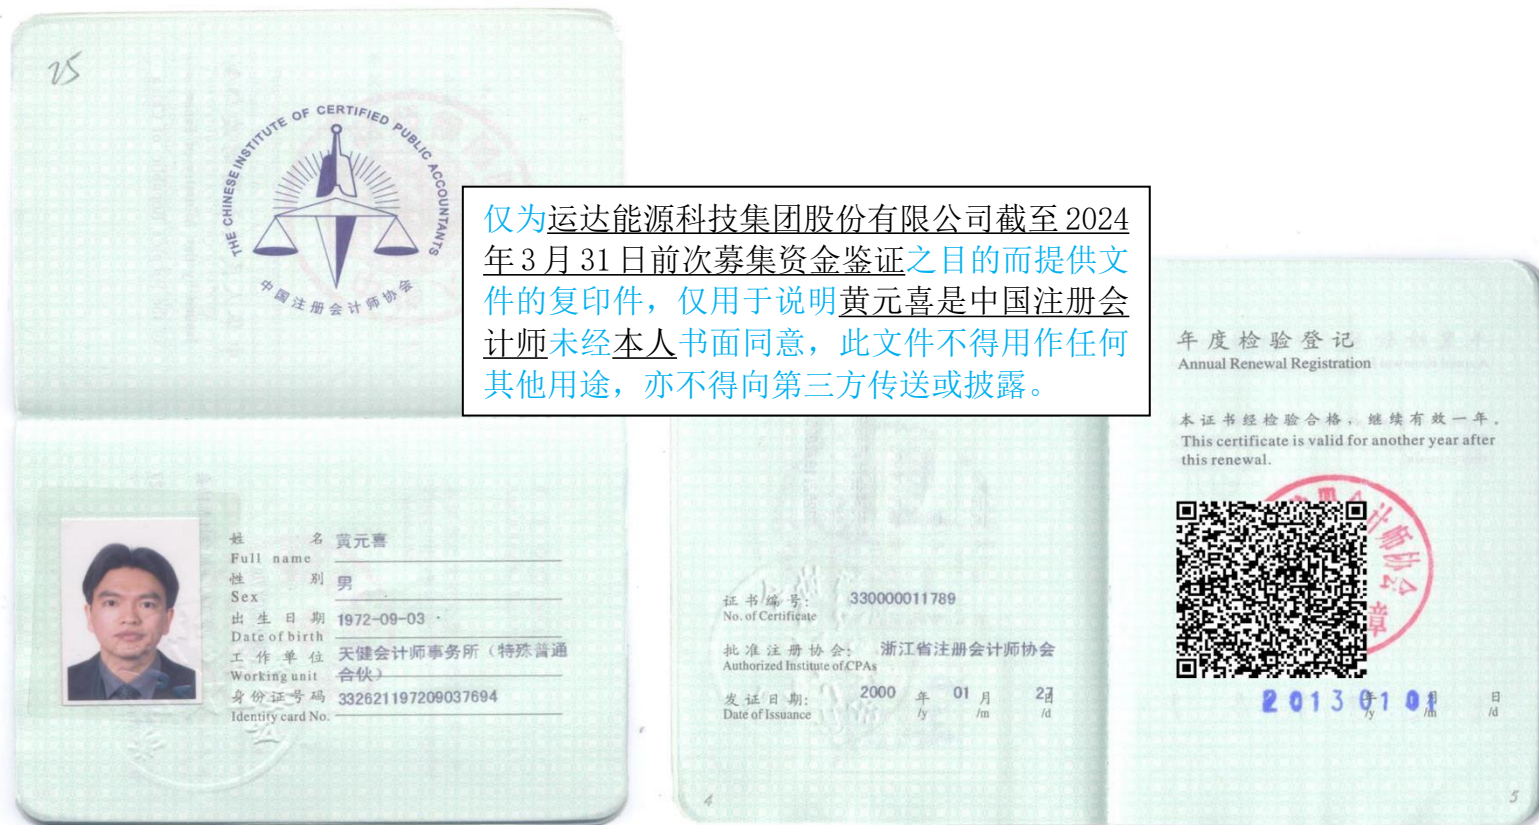 25
THE CHINESE INSTITUTE OF CERTIFIED PUBLIC ACCOUNTANTS
中国注册会计师协会
仅为运达能源科技集团股份有限公司截至 2024
年 3 月 31 日前次募集资金鉴证之目的而提供文
件的复印件，仅用于说明黄元喜是中国注册会
计师未经本人书面同意，此文件不得用作任何
其他用途，亦不得向第三方传送或披露。
姓 名 黄元喜
Full name
性 别 男
Sex
出生日期 1972-09-03
Date of birth
工作单位 天健会计师事务所（特殊普通
Working unit 合伙）
身份证号码 332621197209037694
Identity card No.
证书编号: 330000011789
No. of Certificate
批准注册协会: 浙江省注册会计师协会
Authorized Institute of CPAs
发证日期: 2000 年 01 月 日
Date of Issuance /y /m /d
4
年度检验登记
Annual Renewal Registration
本证书经检验合格，继续有效一年。
This certificate is valid for another year after
this renewal.
计师协会
章
2013 01 01 年 月 日
/y /m /d
5